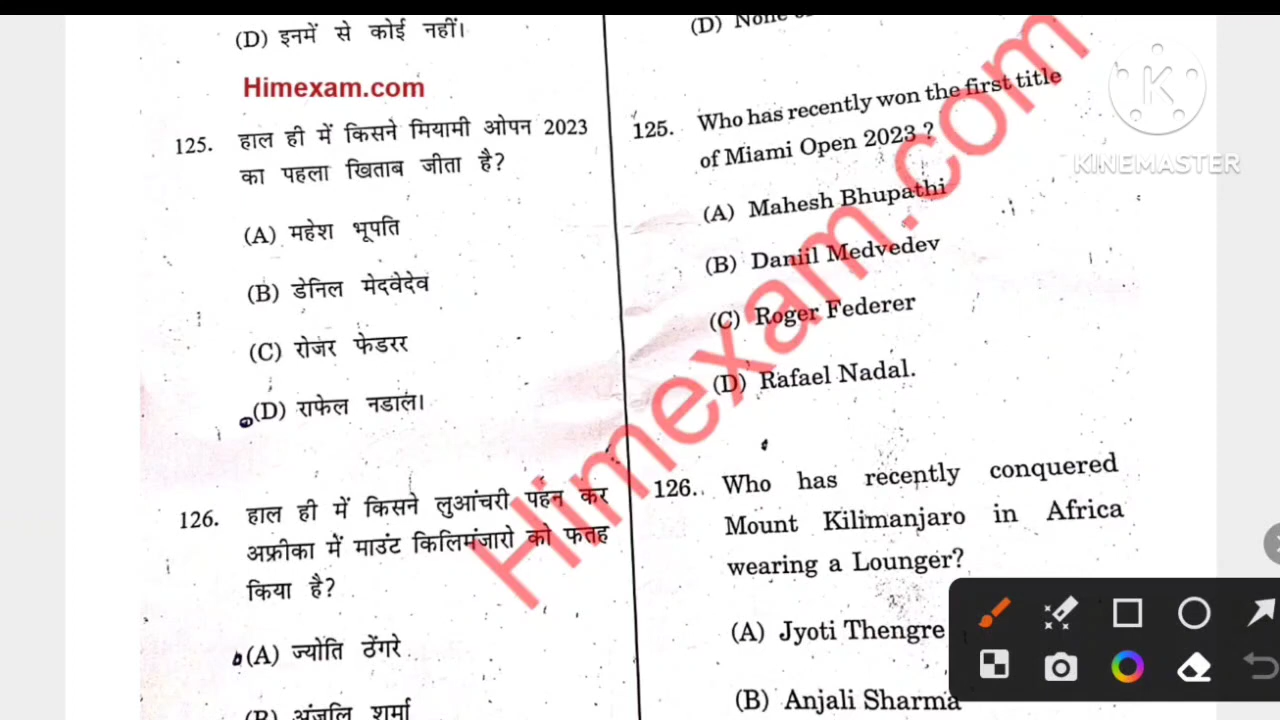 (D) इनमें से कोई नहीं।
Himexam.com
125. हाल ही में किसने मियामी ओपन 2023
का पहला खिताब जीता है?
(A) महेश भूपति
(B) डेनिल मेदवेदेव
(C) रोजर फेडरर
(D) राफेल नडाल।
126. हाल ही में किसने लुआंचरी पहन कर
अफ्रीका में माउंट किलिमंजारो को फतह
किया है?
(A) ज्योति ठेंगरे
(B) अंजलि शर्मा
(D) None
125. Who has recently won the first title
of Miami Open 2023 ?
(A) Mahesh Bhupathi
(B) Daniil Medvedev
(C) Roger Federer
(D) Rafael Nadal.
126. Who has recently conquered
Mount Kilimanjaro in Africa
wearing a Lounger?
(A) Jyoti Thengre
(B) Anjali Sharma
Himexam.com
K
KINEMASTER